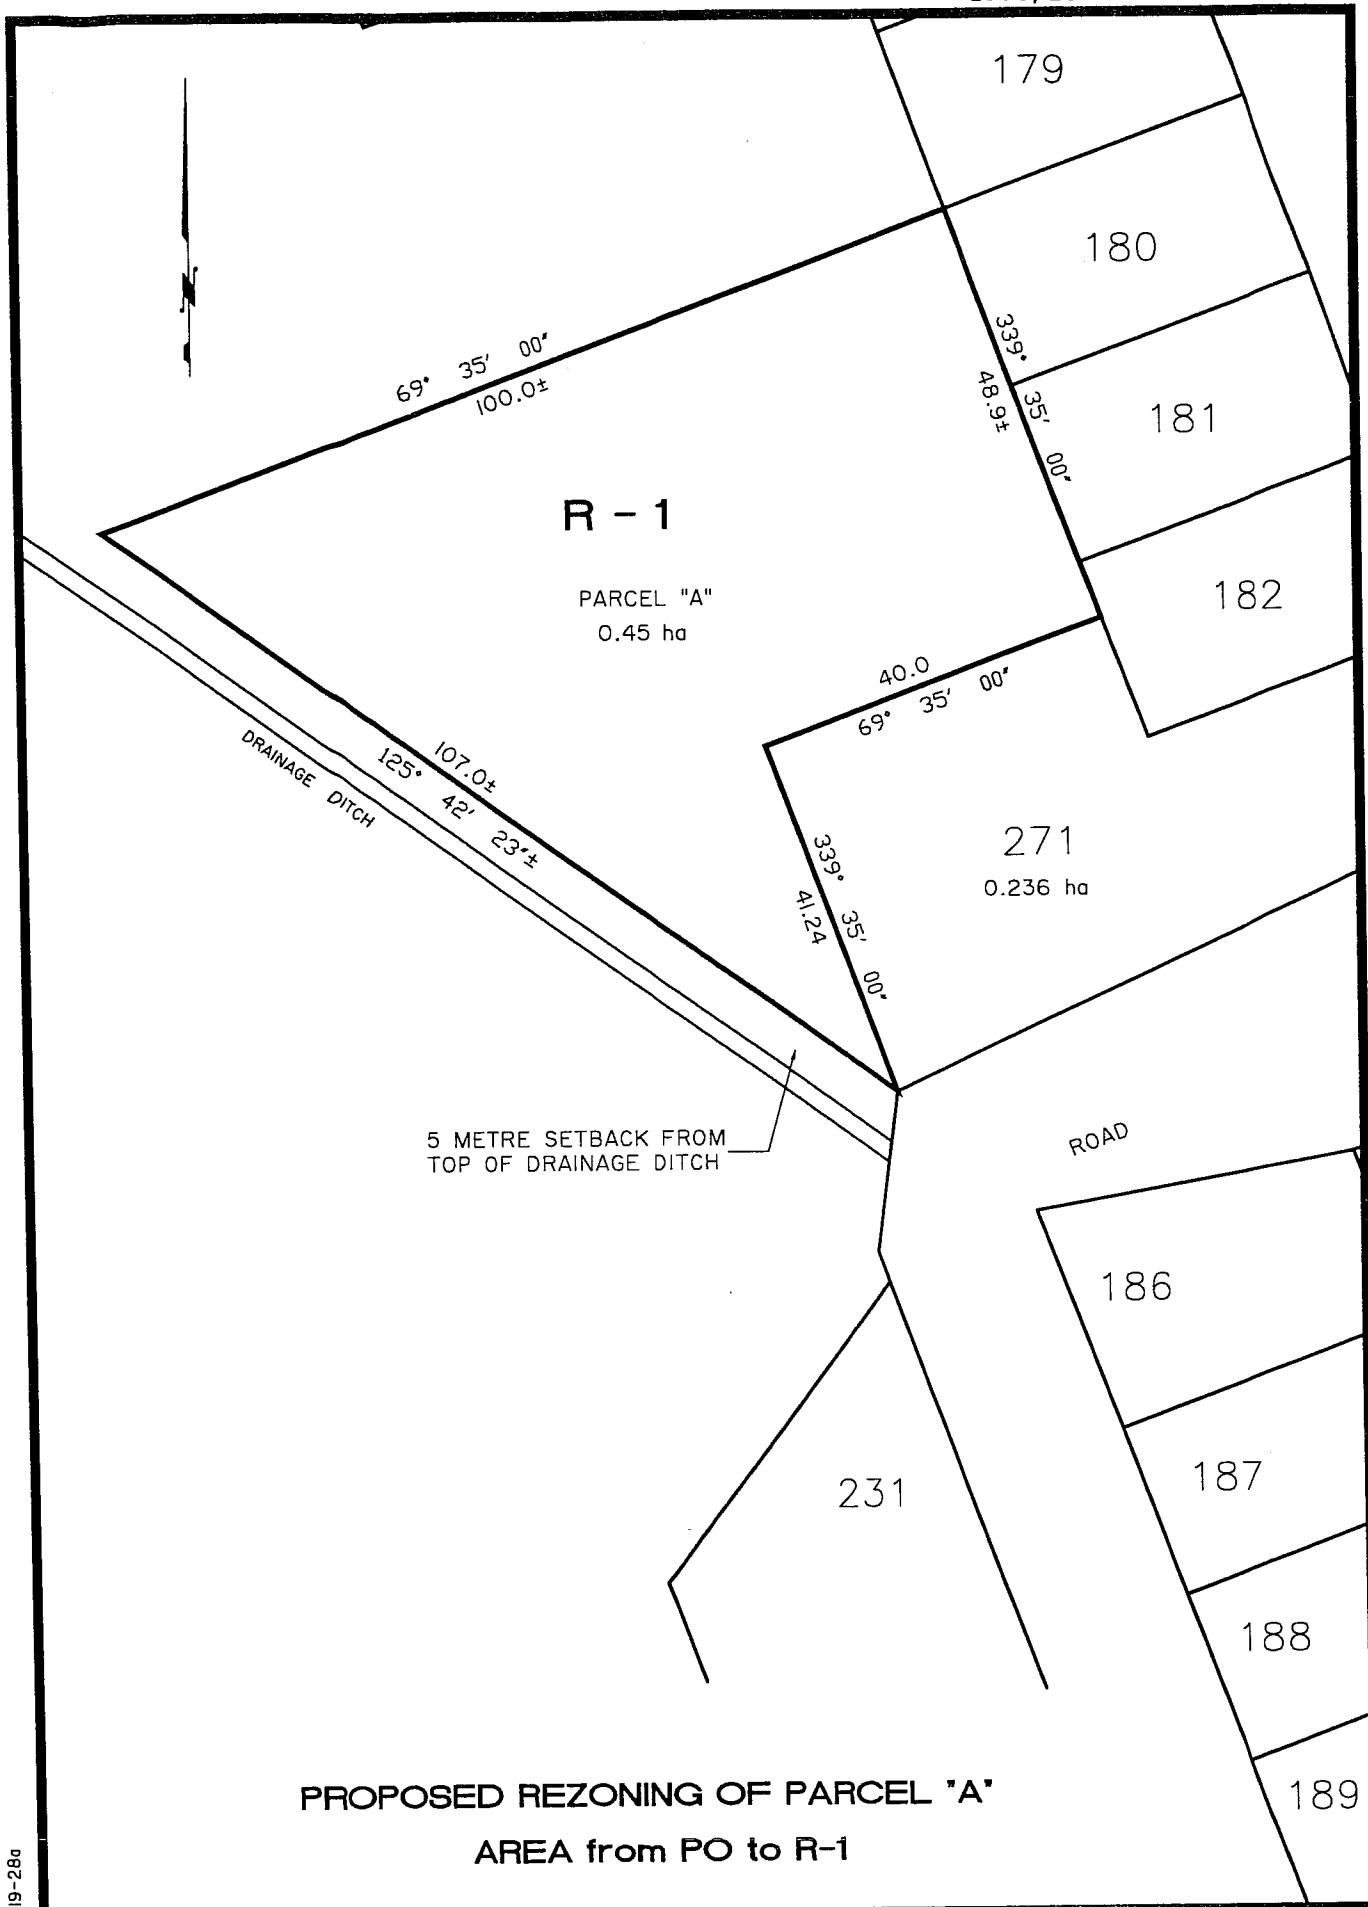 179
180
69° 35' 00"
100.0±
339° 35' 00"
48.9±
181
R - 1
PARCEL "A"
0.45 ha
182
40.0
69° 35' 00"
DRAINAGE DITCH
107.0±
125° 42' 23"±
271
0.236 ha
339° 35' 00"
41.24
5 METRE SETBACK FROM
TOP OF DRAINAGE DITCH
ROAD
186
187
231
188
189
PROPOSED REZONING OF PARCEL "A"
AREA from PO to R-1
19-28a
N